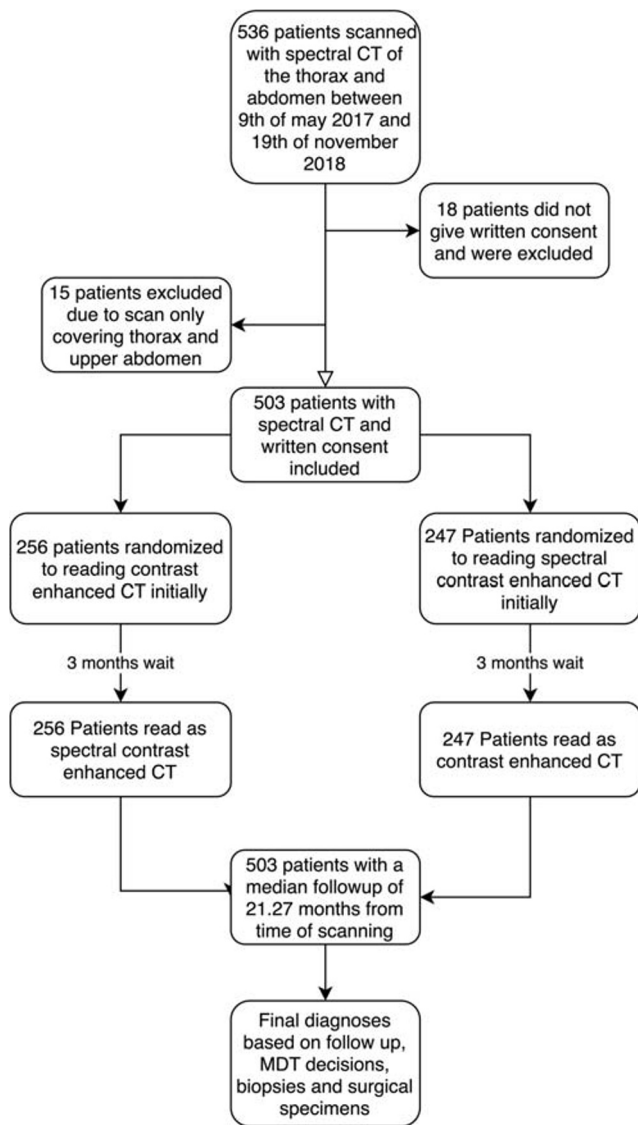 536 patients scanned
with spectral CT of
the thorax and
abdomen between
9th of may 2017 and
19th of november
2018
18 patients did not
give written consent
and were excluded
15 patients excluded
due to scan only
covering thorax and
upper abdomen
503 patients with
spectral CT and
written consent
included
256 patients randomized
to reading contrast
enhanced CT initially
247 Patients randomized
to reading spectral
contrast enhanced CT
initially
3 months wait
3 months wait
256 Patients read as
spectral contrast
enhanced CT
247 Patients read as
contrast enhanced CT
503 patients with a
median followup of
21.27 months from
time of scanning
Final diagnoses
based on follow up,
MDT decisions,
biopsies and surgical
specimens